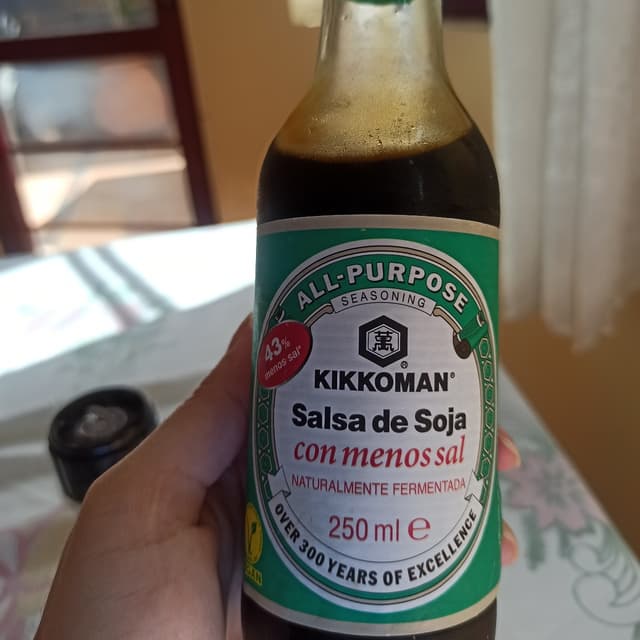 ALL-PURPOSE
SEASONING
43%
menos sal*
萬
®
KIKKOMAN®
Salsa de Soja
con menos sal
NATURALMENTE FERMENTADA
250 ml ℮
OVER 300 YEARS OF EXCELLENCE